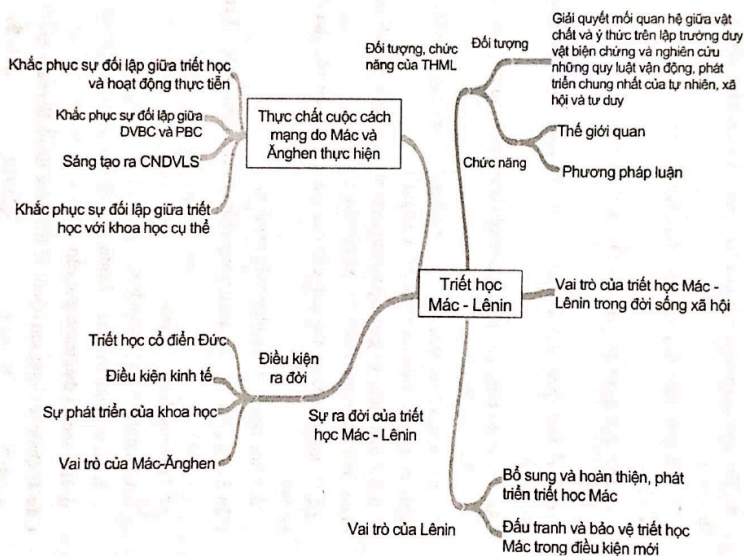 Khắc phục sự đối lập giữa triết học
và hoạt động thực tiễn
Khắc phục sự đối lập giữa
DVBC và PBC
Sáng tạo ra CNDVLS
Khắc phục sự đối lập giữa triết
học với khoa học cụ thể
Thực chất cuộc cách
mạng do Mác và
Ănghen thực hiện
Đối tượng, chức
năng của THML
Đối tượng
Giải quyết mối quan hệ giữa vật
chất và ý thức trên lập trường duy
vật biện chứng và nghiên cứu
những quy luật vận động, phát
triển chung nhất của tự nhiên, xã
hội và tư duy
Chức năng
Thế giới quan
Phương pháp luận
Triết học
Mác - Lênin
Vai trò của triết học Mác -
Lênin trong đời sống xã hội
Triết học cổ điển Đức
Điều kiện kinh tế
Sự phát triển của khoa học
Vai trò của Mác-Ănghen
Điều kiện
ra đời
Sự ra đời của triết
học Mác - Lênin
Vai trò của Lênin
Bổ sung và hoàn thiện, phát
triển triết hoc Mác
Đấu tranh và bảo vệ triết học
Mác trong điều kiện mới